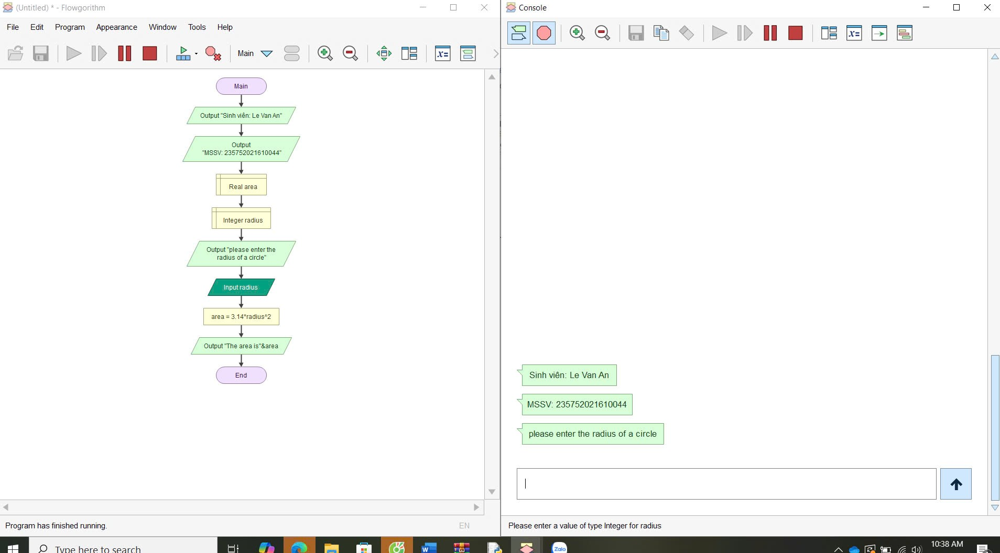 (Untitled) * - Flowgorithm
File Edit Program Appearance Window Tools Help
Main
x=
Main
Output "Sinh viên: Le Van An"
Output
"MSSV: 235752021610044"
Real area
Integer radius
Output "please enter the
radius of a circle"
Input radius
area = 3.14*radius^2
Output "The area is"&area
End
Program has finished running.
EN
Console
x=
Sinh viên: Le Van An
MSSV: 235752021610044
please enter the radius of a circle
Please enter a value of type Integer for radius
Type here to search
W
Zalo
10:38 AM